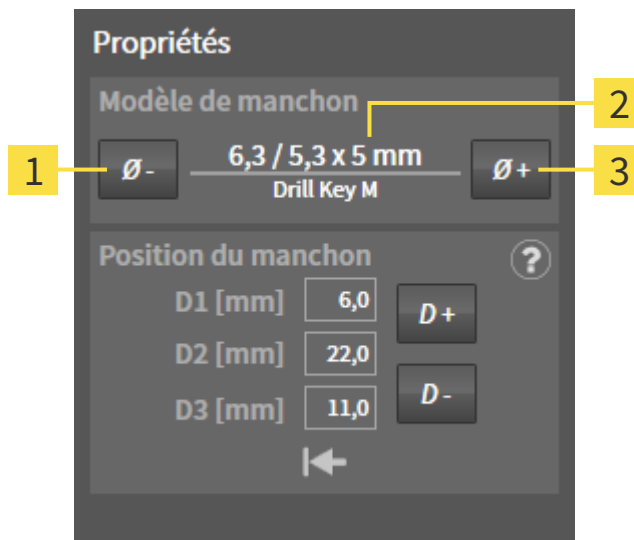 Propriétés
Modèle de manchon
2
1
Ø -
6,3 / 5,3 x 5 mm
Ø +
3
Drill Key M
Position du manchon
?
D1 [mm] 6,0
D +
D2 [mm] 22,0
D -
D3 [mm] 11,0